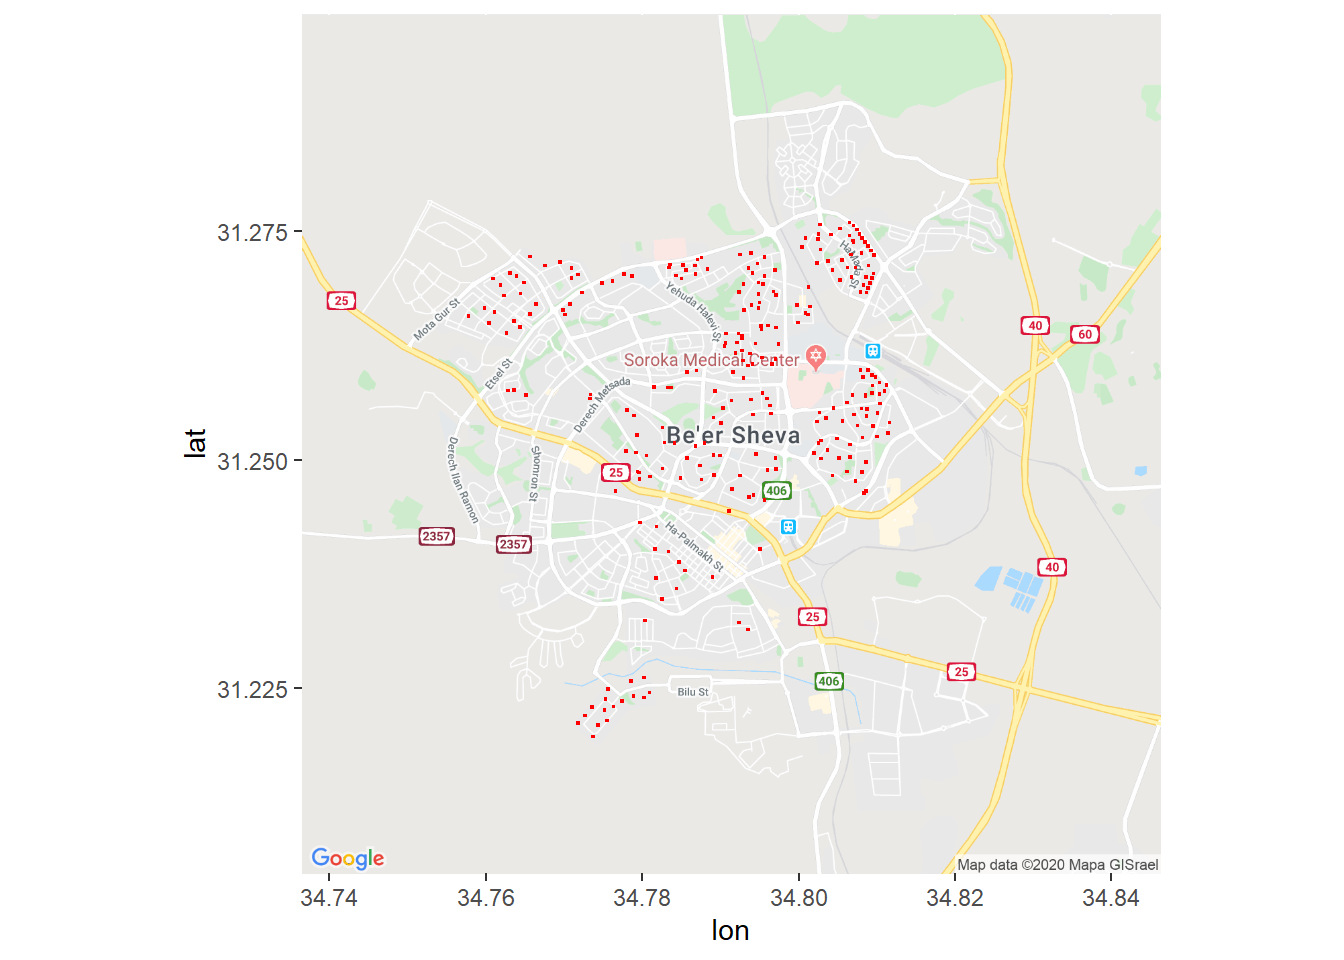 31.275
31.250
31.225
lat
25
Mota Gur St
Etsel St
Derech Metsada
Yehuda Halevi St
HaMaapa St
Soroka Medical Center
40
60
Be'er Sheva
25
406
Derech Ilan Ramon
Shomron St
2357
2357
Ha-Palmakh St
40
25
25
406
Bilu St
Google
Map data ©2020 Mapa GISrael
34.74
34.76
34.78
34.80
34.82
34.84
lon